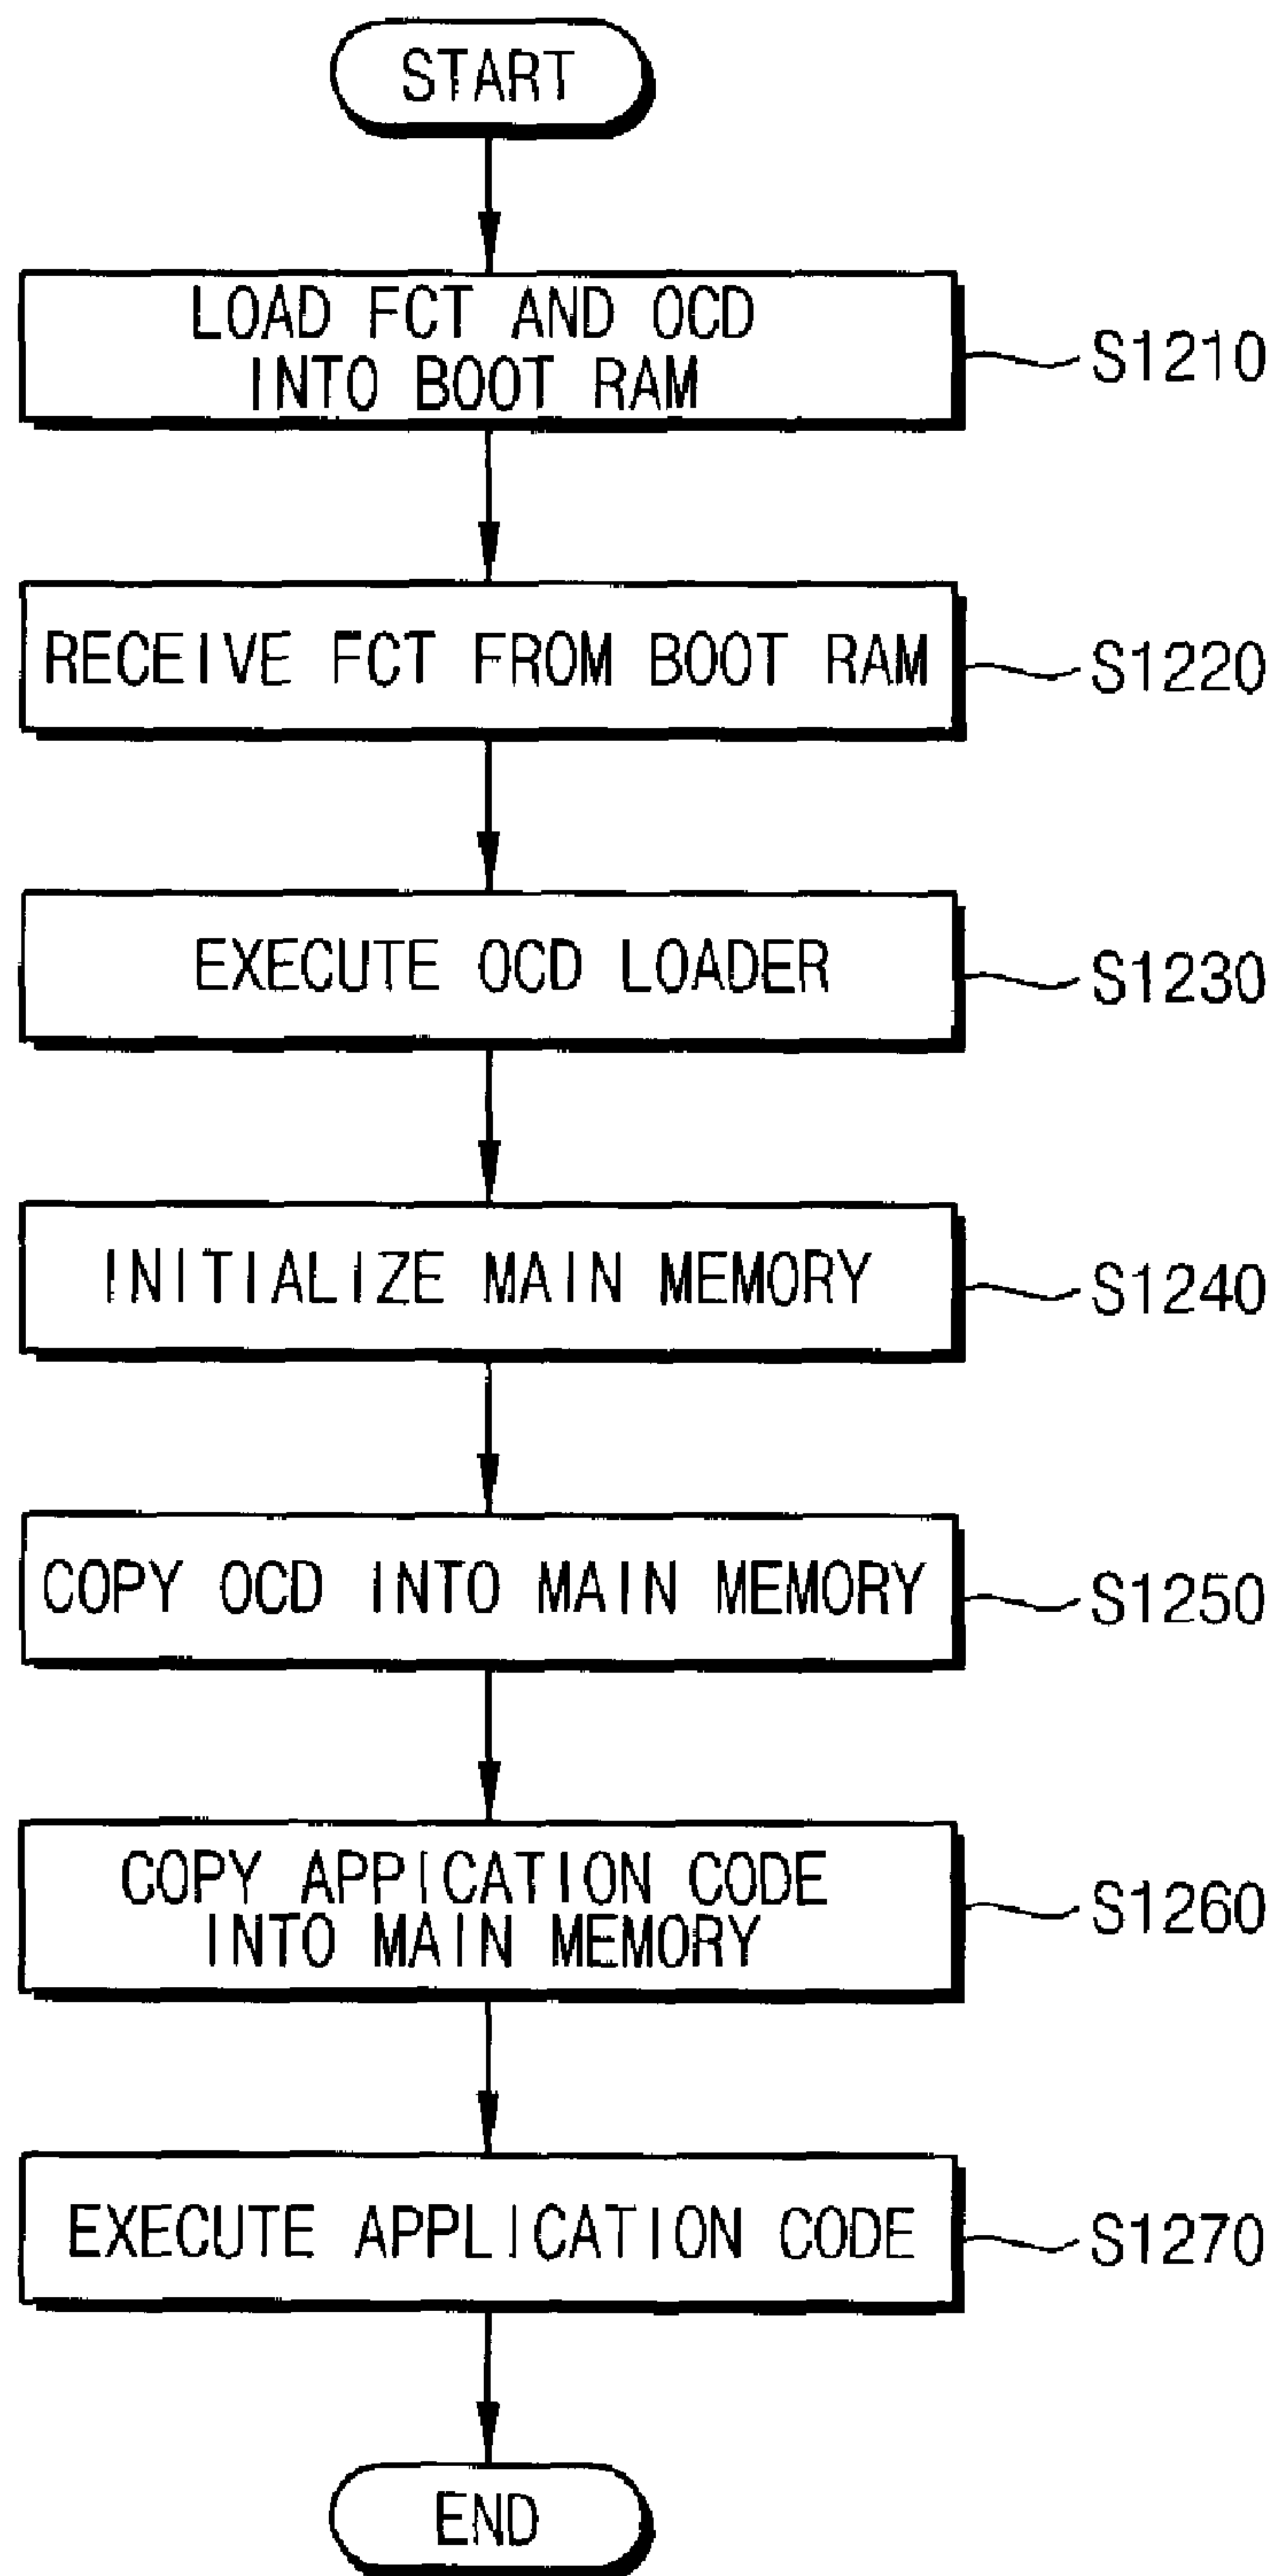 START
LOAD FCT AND OCD
INTO BOOT RAM
S1210
RECEIVE FCT FROM BOOT RAM
S1220
EXECUTE OCD LOADER
S1230
INITIALIZE MAIN MEMORY
S1240
COPY OCD INTO MAIN MEMORY
S1250
COPY APPICATION CODE
INTO MAIN MEMORY
S1260
EXECUTE APPLICATION CODE
S1270
END